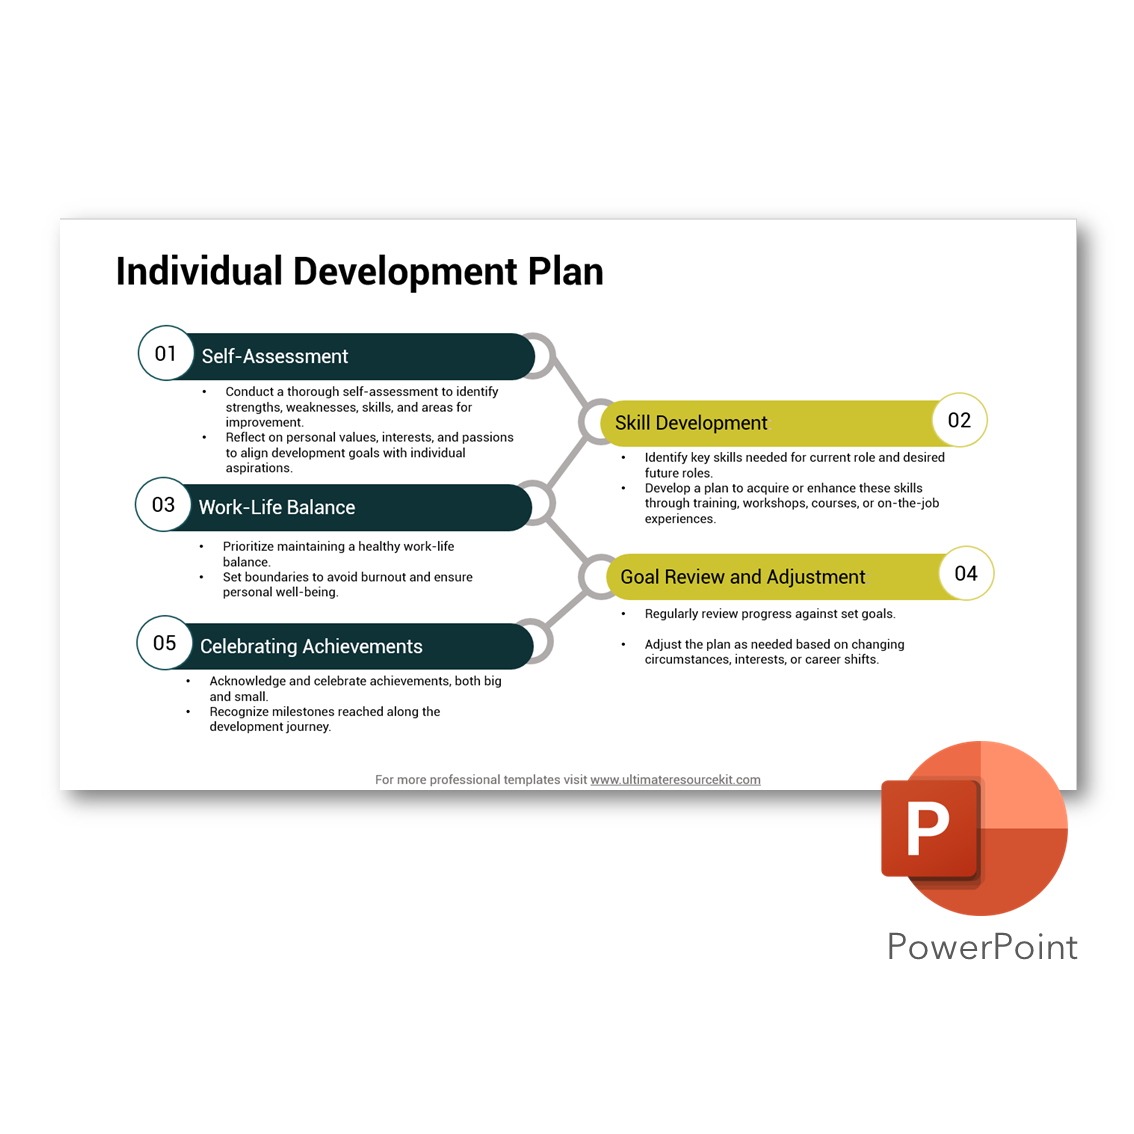 Individual Development Plan
01
Self-Assessment
• Conduct a thorough self-assessment to identify
strengths, weaknesses, skills, and areas for
improvement.
• Reflect on personal values, interests, and passions
to align development goals with individual
aspirations.
Skill Development
02
• Identify key skills needed for current role and desired
future roles.
• Develop a plan to acquire or enhance these skills
through training, workshops, courses, or on-the-job
experiences.
03
Work-Life Balance
• Prioritize maintaining a healthy work-life
balance.
• Set boundaries to avoid burnout and ensure
personal well-being.
Goal Review and Adjustment
04
• Regularly review progress against set goals.
• Adjust the plan as needed based on changing
circumstances, interests, or career shifts.
05
Celebrating Achievements
• Acknowledge and celebrate achievements, both big
and small.
• Recognize milestones reached along the
development journey.
For more professional templates visit www.ultimateresourcekit.com
P
PowerPoint